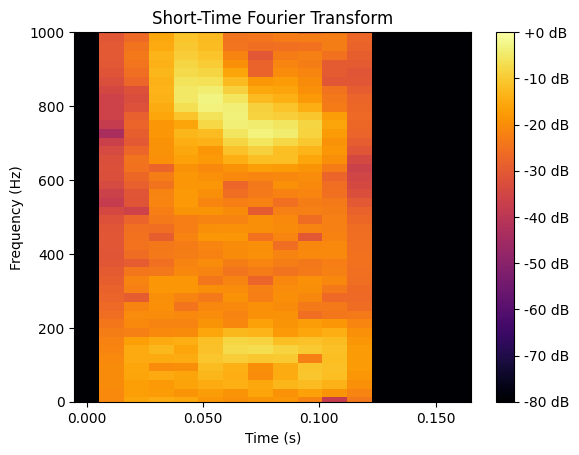 Short-Time Fourier Transform
1000
800
600
400
200
0
Frequency (Hz)
0.000
0.050
0.100
0.150
Time (s)
+0 dB
-10 dB
-20 dB
-30 dB
-40 dB
-50 dB
-60 dB
-70 dB
-80 dB